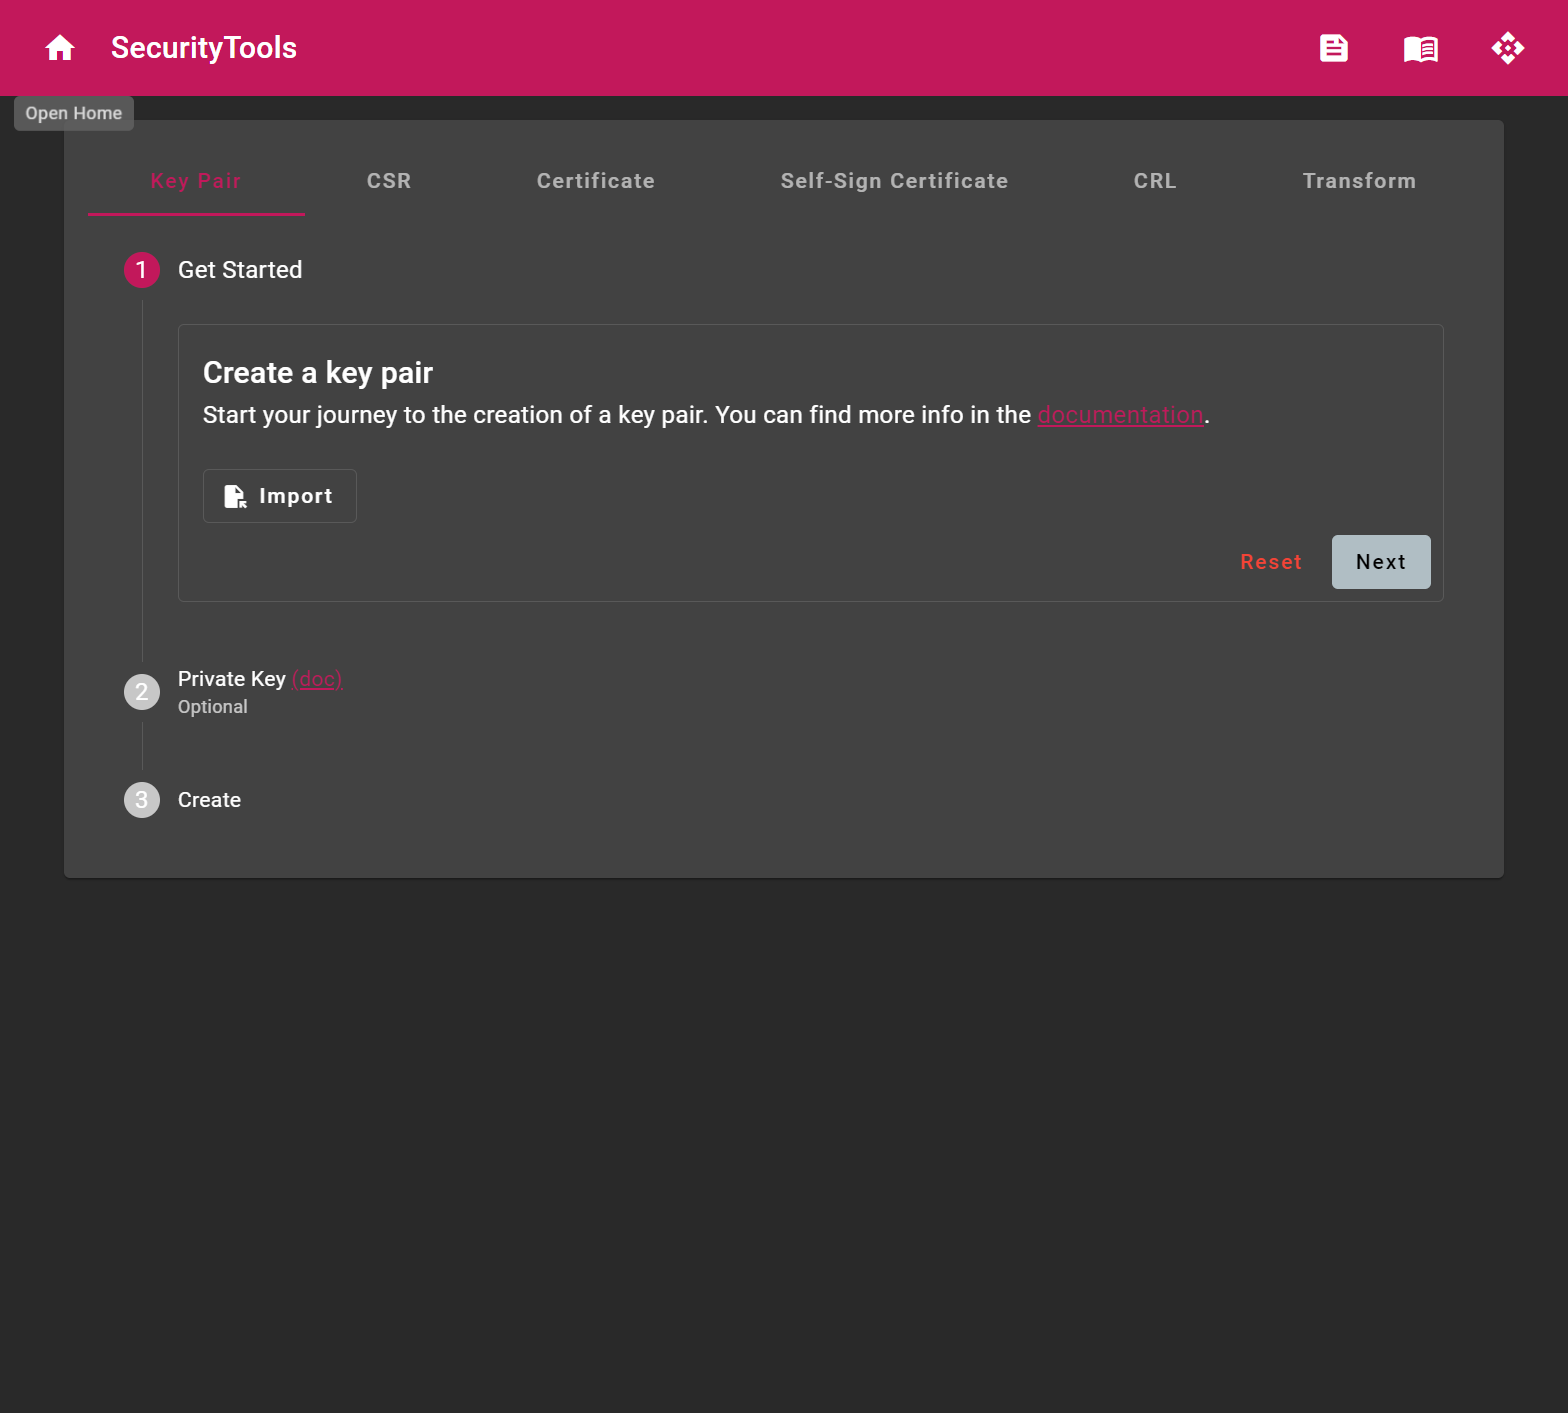 SecurityTools
Open Home
Key Pair CSR Certificate Self-Sign Certificate CRL Transform
1 Get Started
Create a key pair
Start your journey to the creation of a key pair. You can find more info in the documentation.
Import
Reset Next
2 Private Key (doc)
Optional
3 Create